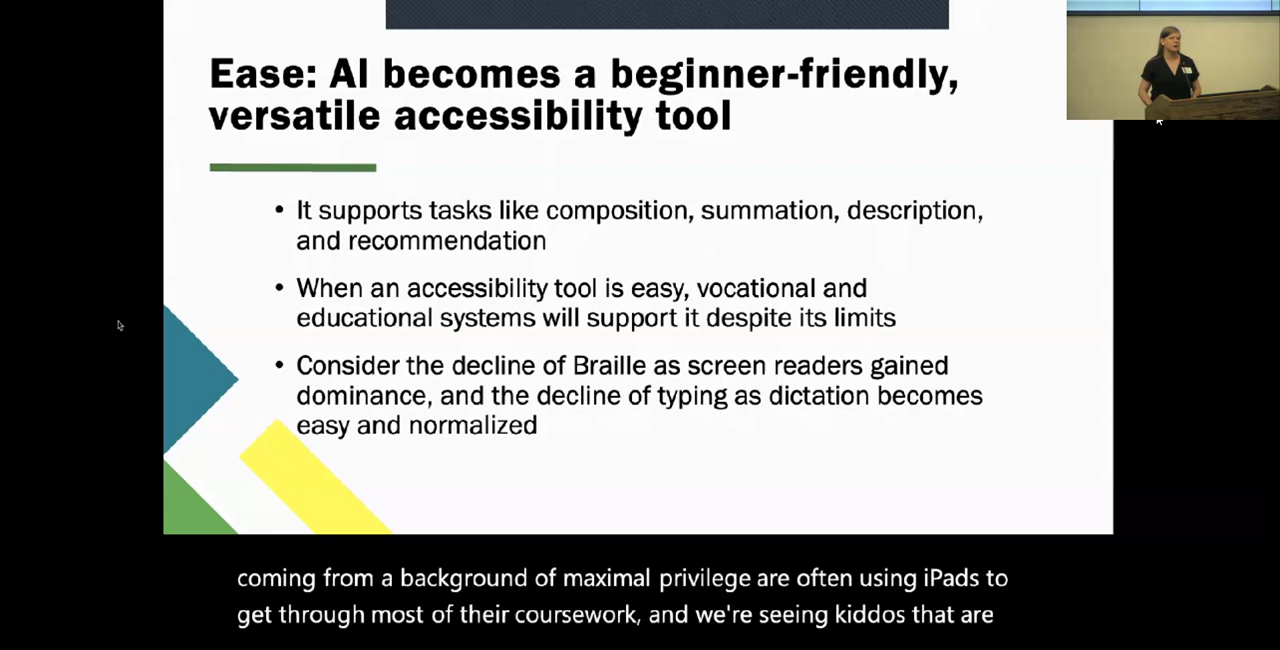 Ease: AI becomes a beginner-friendly,
versatile accessibility tool
• It supports tasks like composition, summation, description,
and recommendation
• When an accessibility tool is easy, vocational and
educational systems will support it despite its limits
• Consider the decline of Braille as screen readers gained
dominance, and the decline of typing as dictation becomes
easy and normalized
coming from a background of maximal privilege are often using iPads to
get through most of their coursework, and we're seeing kiddos that are